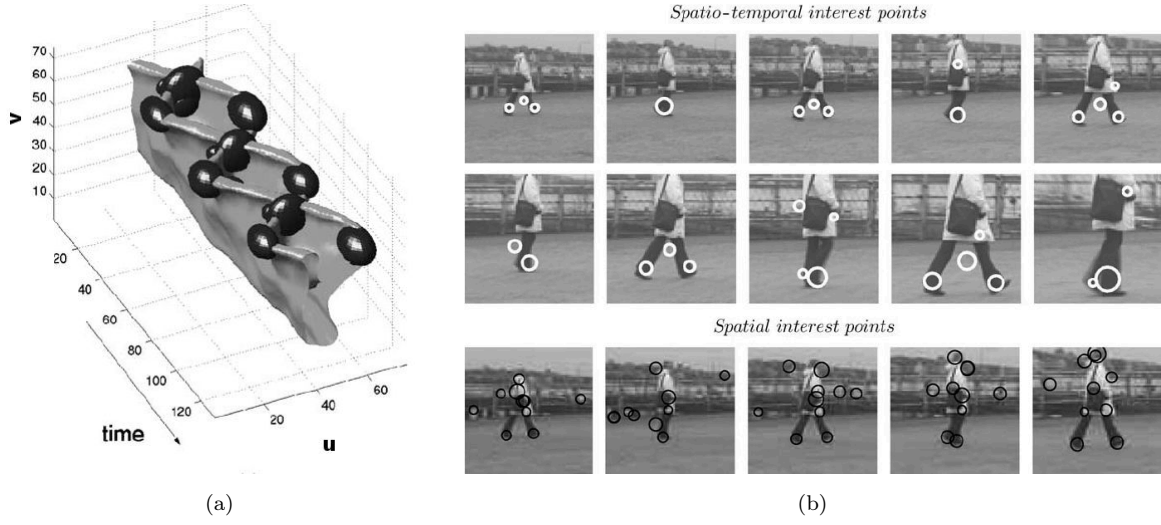 Spatio-temporal interest points
70
60
50
40
30
20
10
v
20
40
60
80
100
120
time
20
40
60
u
Spatial interest points
(a)
(b)